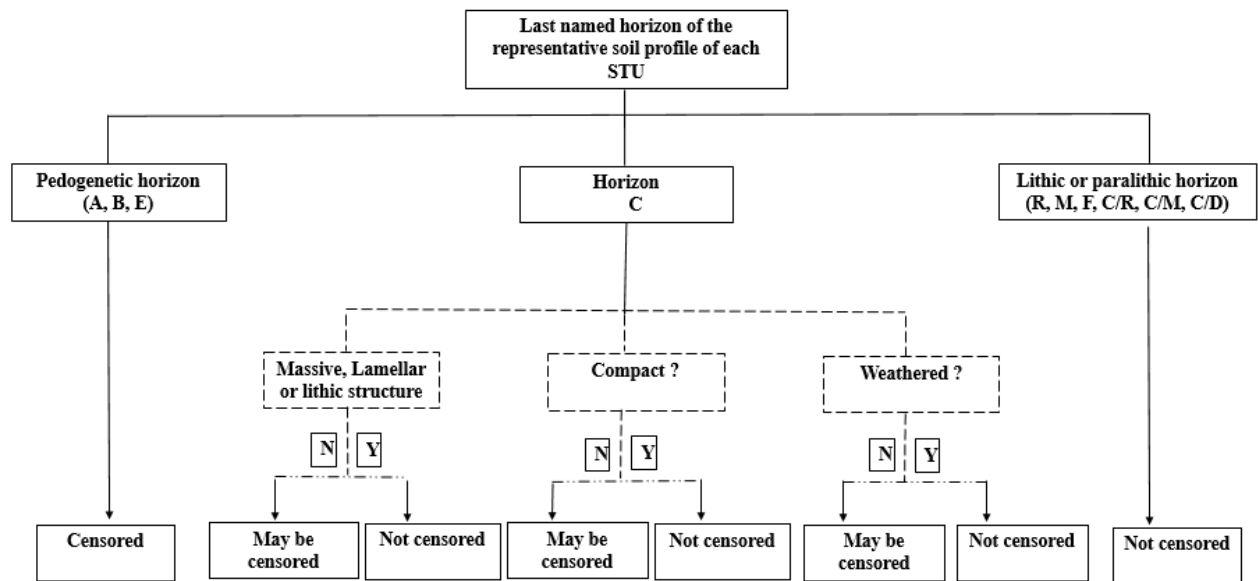 Last named horizon of the
representative soil profile of each
STU
Pedogenetic horizon
(A, B, E)
Horizon
C
Lithic or paralithic horizon
(R, M, F, C/R, C/M, C/D)
Massive, Lamellar
or lithic structure
Compact ?
Weathered ?
N
Y
N
Y
N
Y
Censored
May be
censored
Not censored
May be
censored
Not censored
May be
censored
Not censored
Not censored